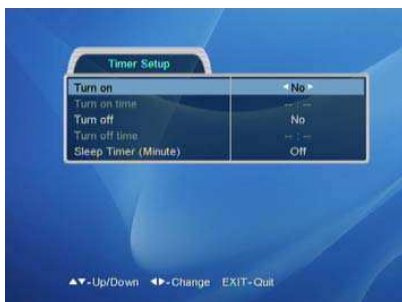 Timer Setup
Turn on ◀ No ▶
Turn on time -- : --
Turn off No
Turn off time -- : --
Sleep Timer (Minute) Off
▲▼-Up/Down ◀▶-Change EXIT-Quit